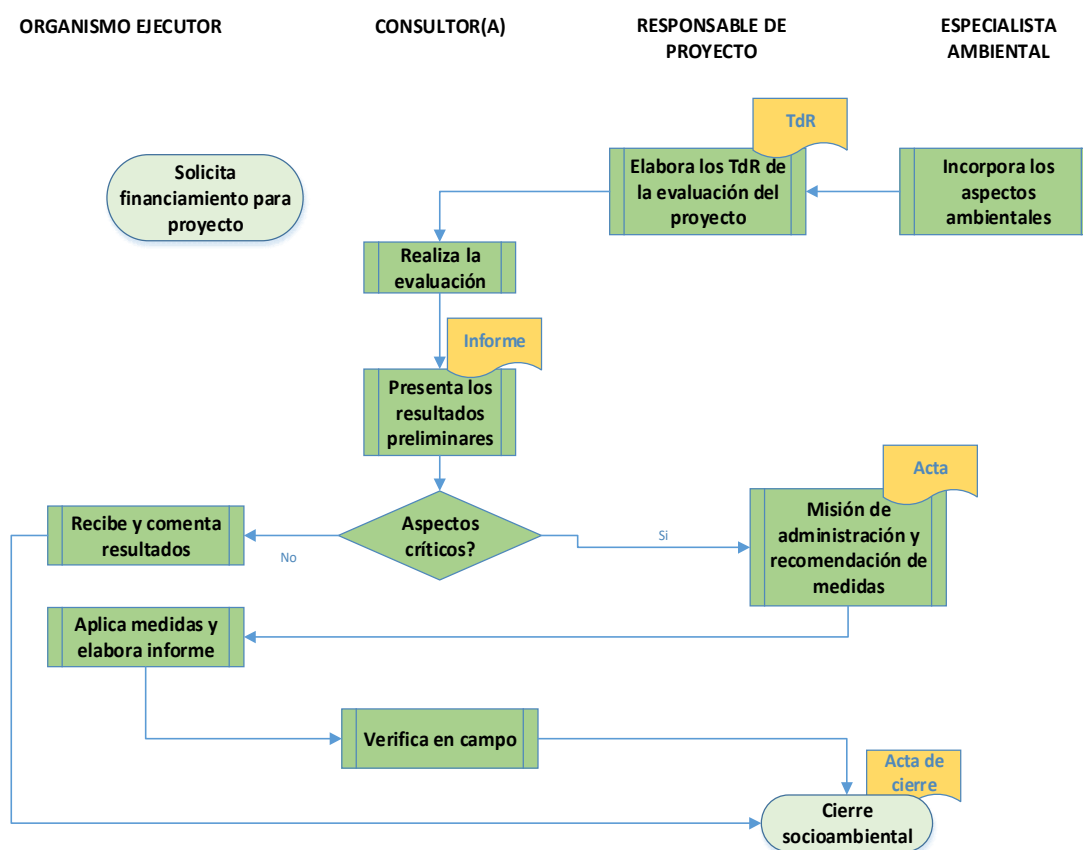 ORGANISMO EJECUTOR
CONSULTOR(A)
RESPONSABLE DE
PROYECTO
ESPECIALISTA
AMBIENTAL
TdR
Solicita
financiamiento para
proyecto
Elabora los TdR de
la evaluación del
proyecto
Incorpora los
aspectos
ambientales
Realiza la
evaluación
Informe
Presenta los
resultados
preliminares
Acta
Recibe y comenta
resultados
No
Aspectos
críticos?
Si
Misión de
administración y
recomendación de
medidas
Aplica medidas y
elabora informe
Verifica en campo
Acta de
cierre
Cierre
socioambiental